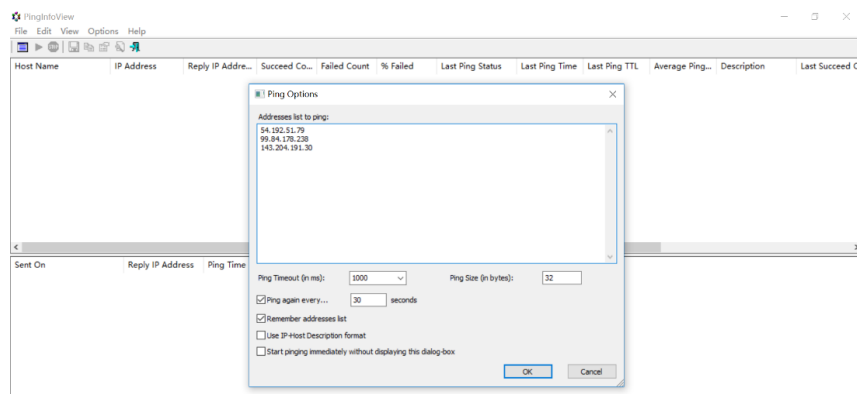 PingInfoView
File Edit View Options Help
Host Name IP Address Reply IP Addre... Succeed Co... Failed Count % Failed Last Ping Status Last Ping Time Last Ping TTL Average Ping... Description Last Succeed
Ping Options
Addresses list to ping:
54.192.51.79
99.84.178.238
143.204.191.30
Sent On Reply IP Address Ping Time
Ping Timeout (in ms): 1000 Ping Size (in bytes): 32
Ping again every... 30 seconds
Remember addresses list
Use IP-Host Description format
Start pinging immediately without displaying this dialog-box
OK Cancel